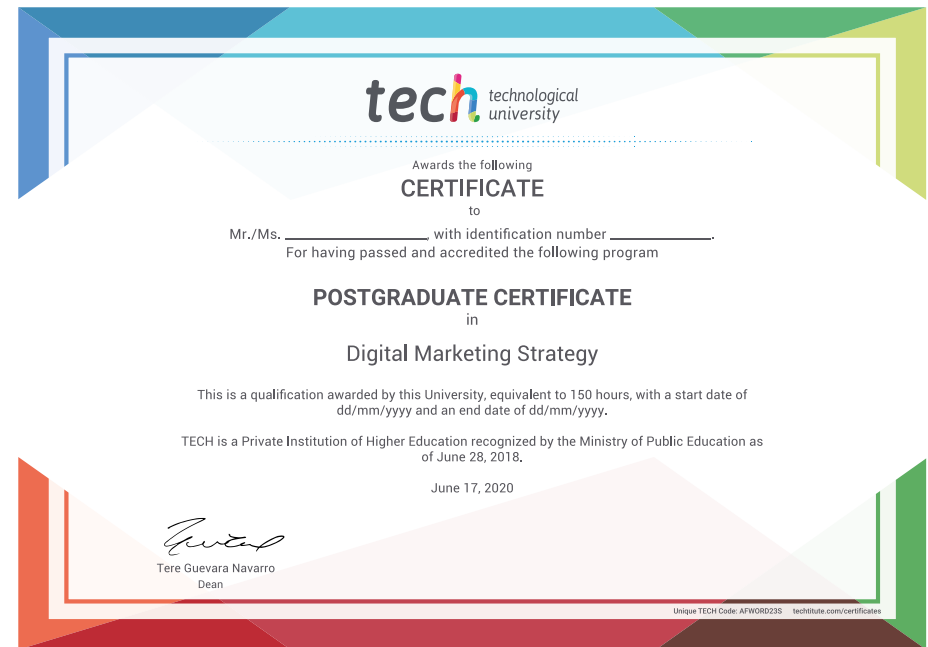 tech technological
university
Awards the following
CERTIFICATE
to
Mr./Ms. ____________________, with identification number ______________.
For having passed and accredited the following program
POSTGRADUATE CERTIFICATE
in
Digital Marketing Strategy
This is a qualification awarded by this University, equivalent to 150 hours, with a start date of
dd/mm/yyyy and an end date of dd/mm/yyyy.
TECH is a Private Institution of Higher Education recognized by the Ministry of Public Education as
of June 28, 2018.
June 17, 2020
Tere Guevara Navarro
Dean
Unique TECH Code: AFWORD23S techtitute.com/certificates